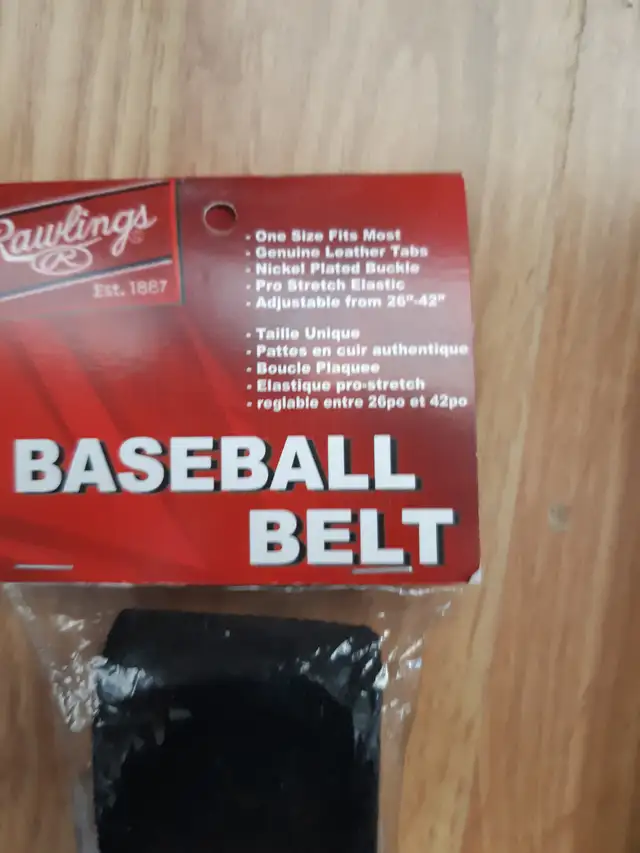 Rawlings
R
Est. 1887
- One Size Fits Most
- Genuine Leather Tabs
- Nickel Plated Buckle
- Pro Stretch Elastic
- Adjustable from 26"-42"
- Taille Unique
- Pattes en cuir authentique
- Boucle Plaquee
- Elastique pro-stretch
- reglable entre 26po et 42po
BASEBALL
BELT